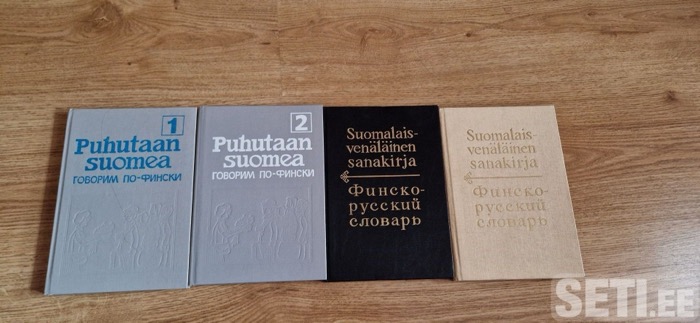 1
Puhutaan
suomea
ГОВОРИМ ПО-ФИНСКИ
2
Puhutaan
suomea
ГОВОРИМ ПО-ФИНСКИ
Suomalais-
venäläinen
sanakirja
Финско-
русский
словарь
Suomalais-
venäläinen
sanakirja
Финско-
русский
словарь
SETI.EE